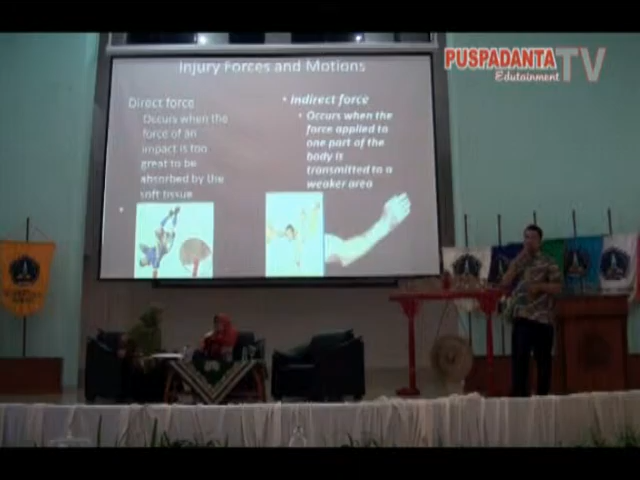 PUSPADANTA TV
Edutainment
Injury Forces and Motions
Direct force
Occurs when the
force of an
impact is too
great to be
absorbed by the
soft tissue
• Indirect force
• Occurs when the
force applied to
one part of the
body is
transmitted to a
weaker area